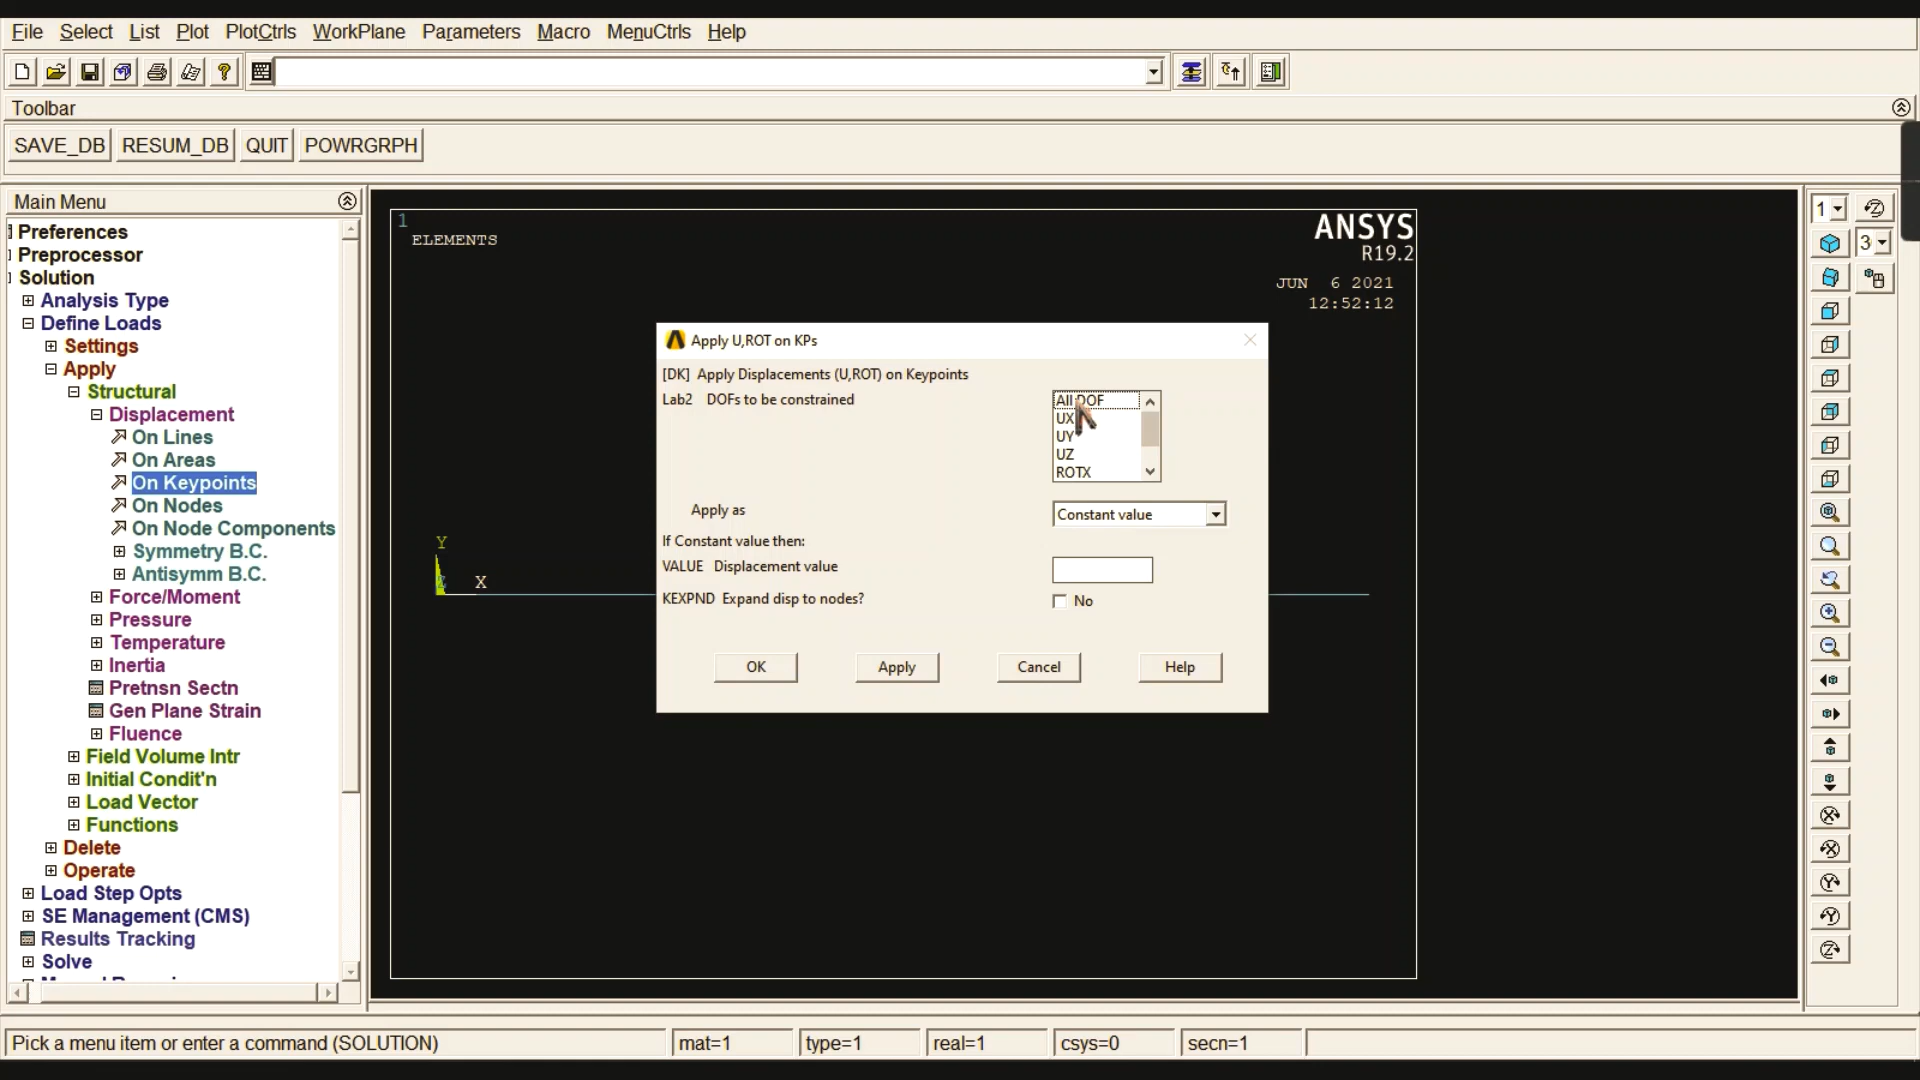 File Select List Plot PlotCtrls WorkPlane Parameters Macro MenuCtrls Help
Toolbar
SAVE_DB RESUM_DB QUIT POWRGRPH
Main Menu
Preferences
Preprocessor
Solution
Analysis Type
Define Loads
Settings
Apply
Structural
Displacement
On Lines
On Areas
On Keypoints
On Nodes
On Node Components
Symmetry B.C.
Antisymm B.C.
Force/Moment
Pressure
Temperature
Inertia
Pretnsn Sectn
Gen Plane Strain
Fluence
Field Volume Intr
Initial Condit'n
Load Vector
Functions
Delete
Operate
Load Step Opts
SE Management (CMS)
Results Tracking
Solve
1
ELEMENTS
ANSYS
R19.2
JUN 6 2021
12:52:12
Y
X
Apply U,ROT on KPs
[DK] Apply Displacements (U,ROT) on Keypoints
Lab2 DOFs to be constrained
All DOF
UX
UY
UZ
ROTX
Apply as
Constant value
If Constant value then:
VALUE Displacement value
KEXPND Expand disp to nodes?
No
OK Apply Cancel Help
1
3
Pick a menu item or enter a command (SOLUTION) mat=1 type=1 real=1 csys=0 secn=1